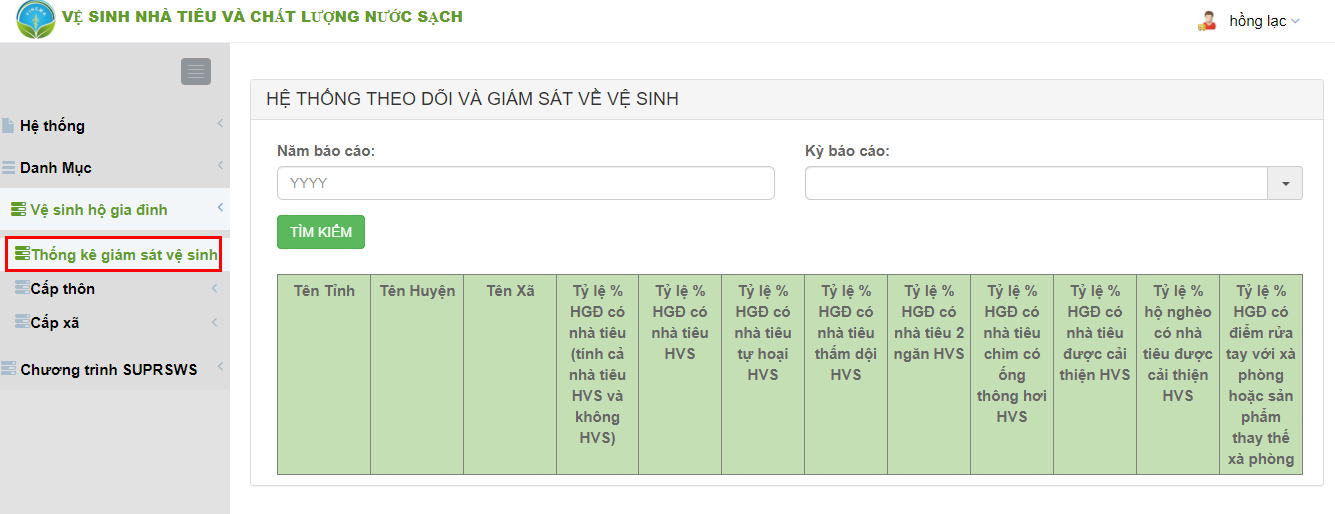 VỆ SINH NHÀ TIÊU VÀ CHẤT LƯỢNG NƯỚC SẠCH
hồng lạc
Hệ thống
Danh Mục
Vệ sinh hộ gia đình
Thống kê giám sát vệ sinh
Cấp thôn
Cấp xã
Chương trình SUPRSWS
HỆ THỐNG THEO DÕI VÀ GIÁM SÁT VỀ VỆ SINH
Năm báo cáo:
Kỳ báo cáo:
YYYY
TÌM KIẾM
Tên Tỉnh
Tên Huyện
Tên Xã
Tỷ lệ %
HGĐ có
nhà tiêu
(tính cả
nhà tiêu
HVS và
không
HVS)
Tỷ lệ %
HGĐ có
nhà tiêu
HVS
Tỷ lệ %
HGĐ có
nhà tiêu
tự hoại
HVS
Tỷ lệ %
HGĐ có
nhà tiêu
thấm dội
HVS
Tỷ lệ %
HGĐ có
nhà tiêu 2
ngăn HVS
Tỷ lệ %
HGĐ có
nhà tiêu
chìm có
ống
thông hơi
HVS
Tỷ lệ %
HGĐ có
nhà tiêu
được cải
thiện HVS
Tỷ lệ %
hộ nghèo
có nhà
tiêu được
cải thiện
HVS
Tỷ lệ %
HGĐ có
điểm rửa
tay với xà
phòng
hoặc sản
phẩm
thay thế
xà phòng